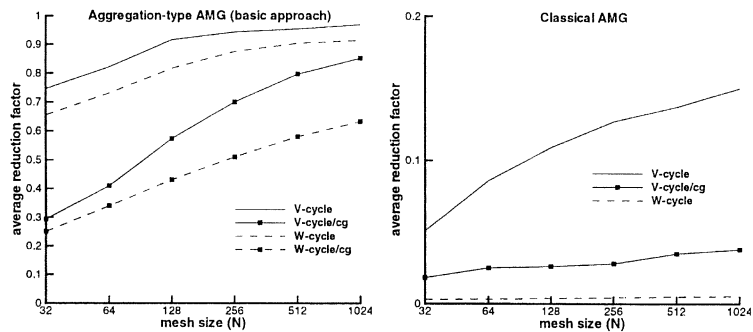 Aggregation-type AMG (basic approach)
average reduction factor
1
0.9
0.8
0.7
0.6
0.5
0.4
0.3
0.2
0.1
0
V-cycle
V-cycle/cg
W-cycle
W-cycle/cg
32
64
128
256
512
1024
mesh size (N)
Classical AMG
average reduction factor
0.2
0.1
0
V-cycle
V-cycle/cg
W-cycle
32
64
128
256
512
1024
mesh size (N)